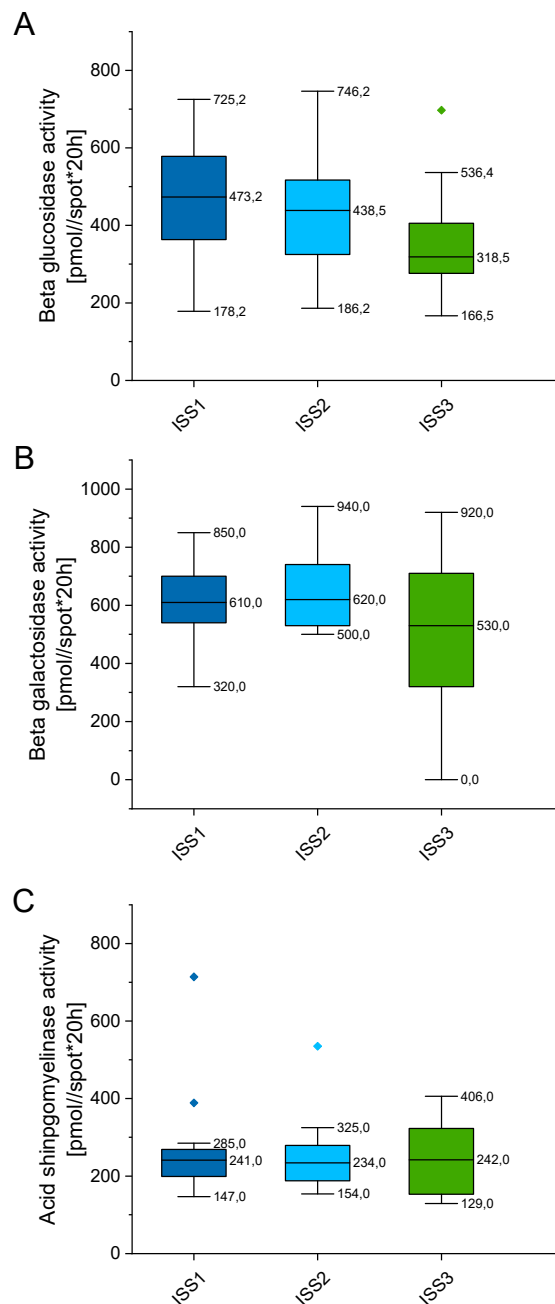 A
Beta glucosidase activity
[pmol//spot*20h]
800
600
400
200
0
725,2
473,2
178,2
746,2
438,5
186,2
536,4
318,5
166,5
ISS1
ISS2
ISS3
B
Beta galactosidase activity
[pmol//spot*20h]
1000
800
600
400
200
0
850,0
610,0
320,0
940,0
620,0
500,0
920,0
530,0
0,0
ISS1
ISS2
ISS3
C
Acid shinpgomyelinase activity
[pmol//spot*20h]
800
600
400
200
0
285,0
241,0
147,0
325,0
234,0
154,0
406,0
242,0
129,0
ISS1
ISS2
ISS3